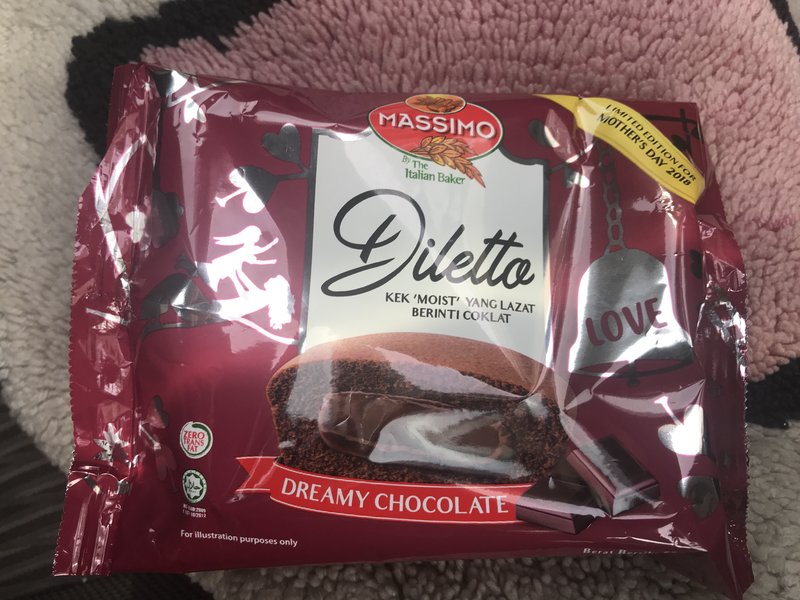 LIMITED EDITION FOR
MOTHER'S DAY 2018
MASSIMO
By The
Italian Baker
Diletto
KEK 'MOIST' YANG LAZAT
BERINTI COKLAT
LOVE
ZERO
TRANS
FAT
DREAMY CHOCOLATE
For illustration purposes only